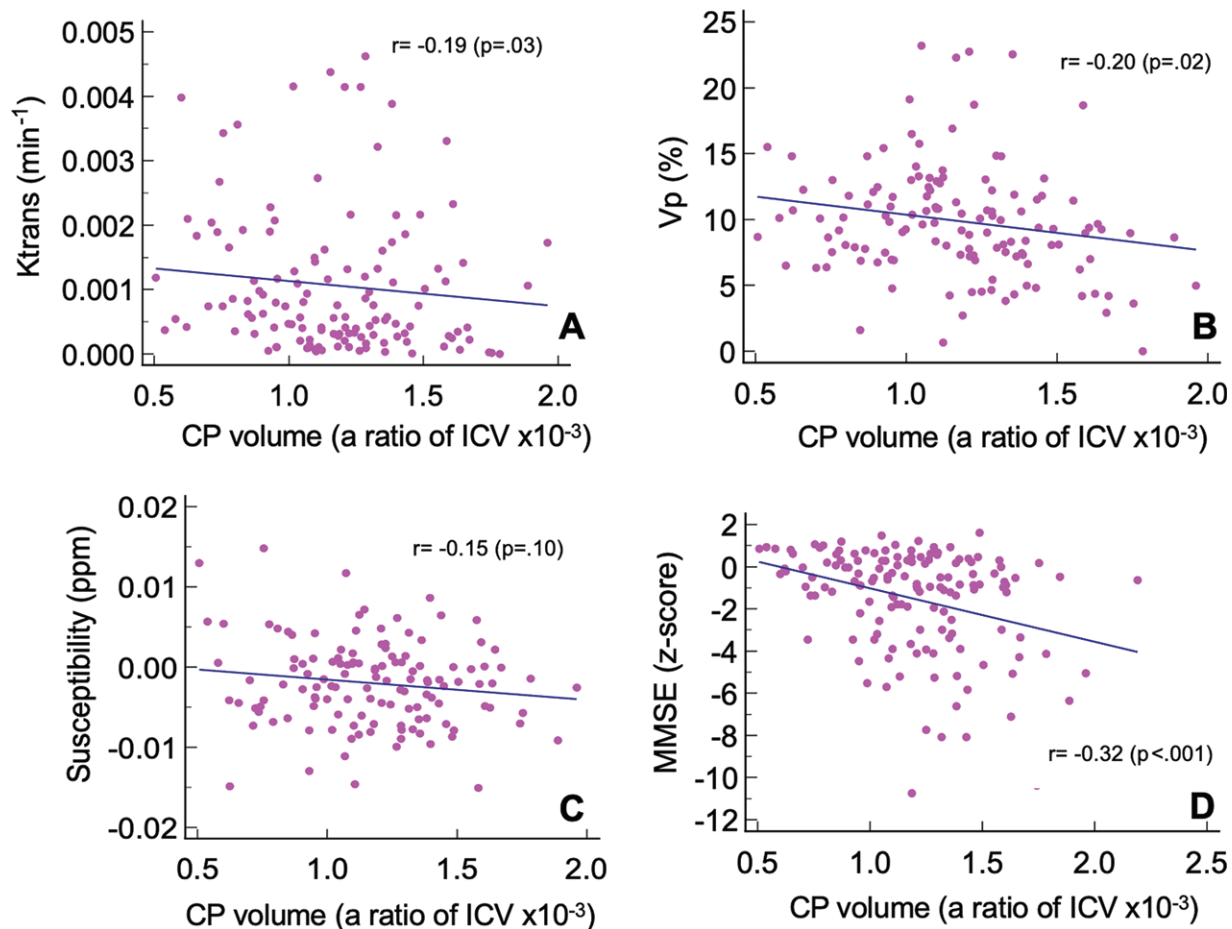 A
r= -0.19 (p=.03)
Ktrans (min⁻¹)
0.005
0.004
0.003
0.002
0.001
0.000
0.5 1.0 1.5 2.0
CP volume (a ratio of ICV x10⁻³)
B
r= -0.20 (p=.02)
Vp (%)
25
20
15
10
5
0
0.5 1.0 1.5 2.0
CP volume (a ratio of ICV x10⁻³)
C
r= -0.15 (p=.10)
Susceptibility (ppm)
0.02
0.01
0.00
-0.01
-0.02
0.5 1.0 1.5 2.0
CP volume (a ratio of ICV x10⁻³)
D
r= -0.32 (p<.001)
MMSE (z-score)
2
0
-2
-4
-6
-8
-10
-12
0.5 1.0 1.5 2.0 2.5
CP volume (a ratio of ICV x10⁻³)